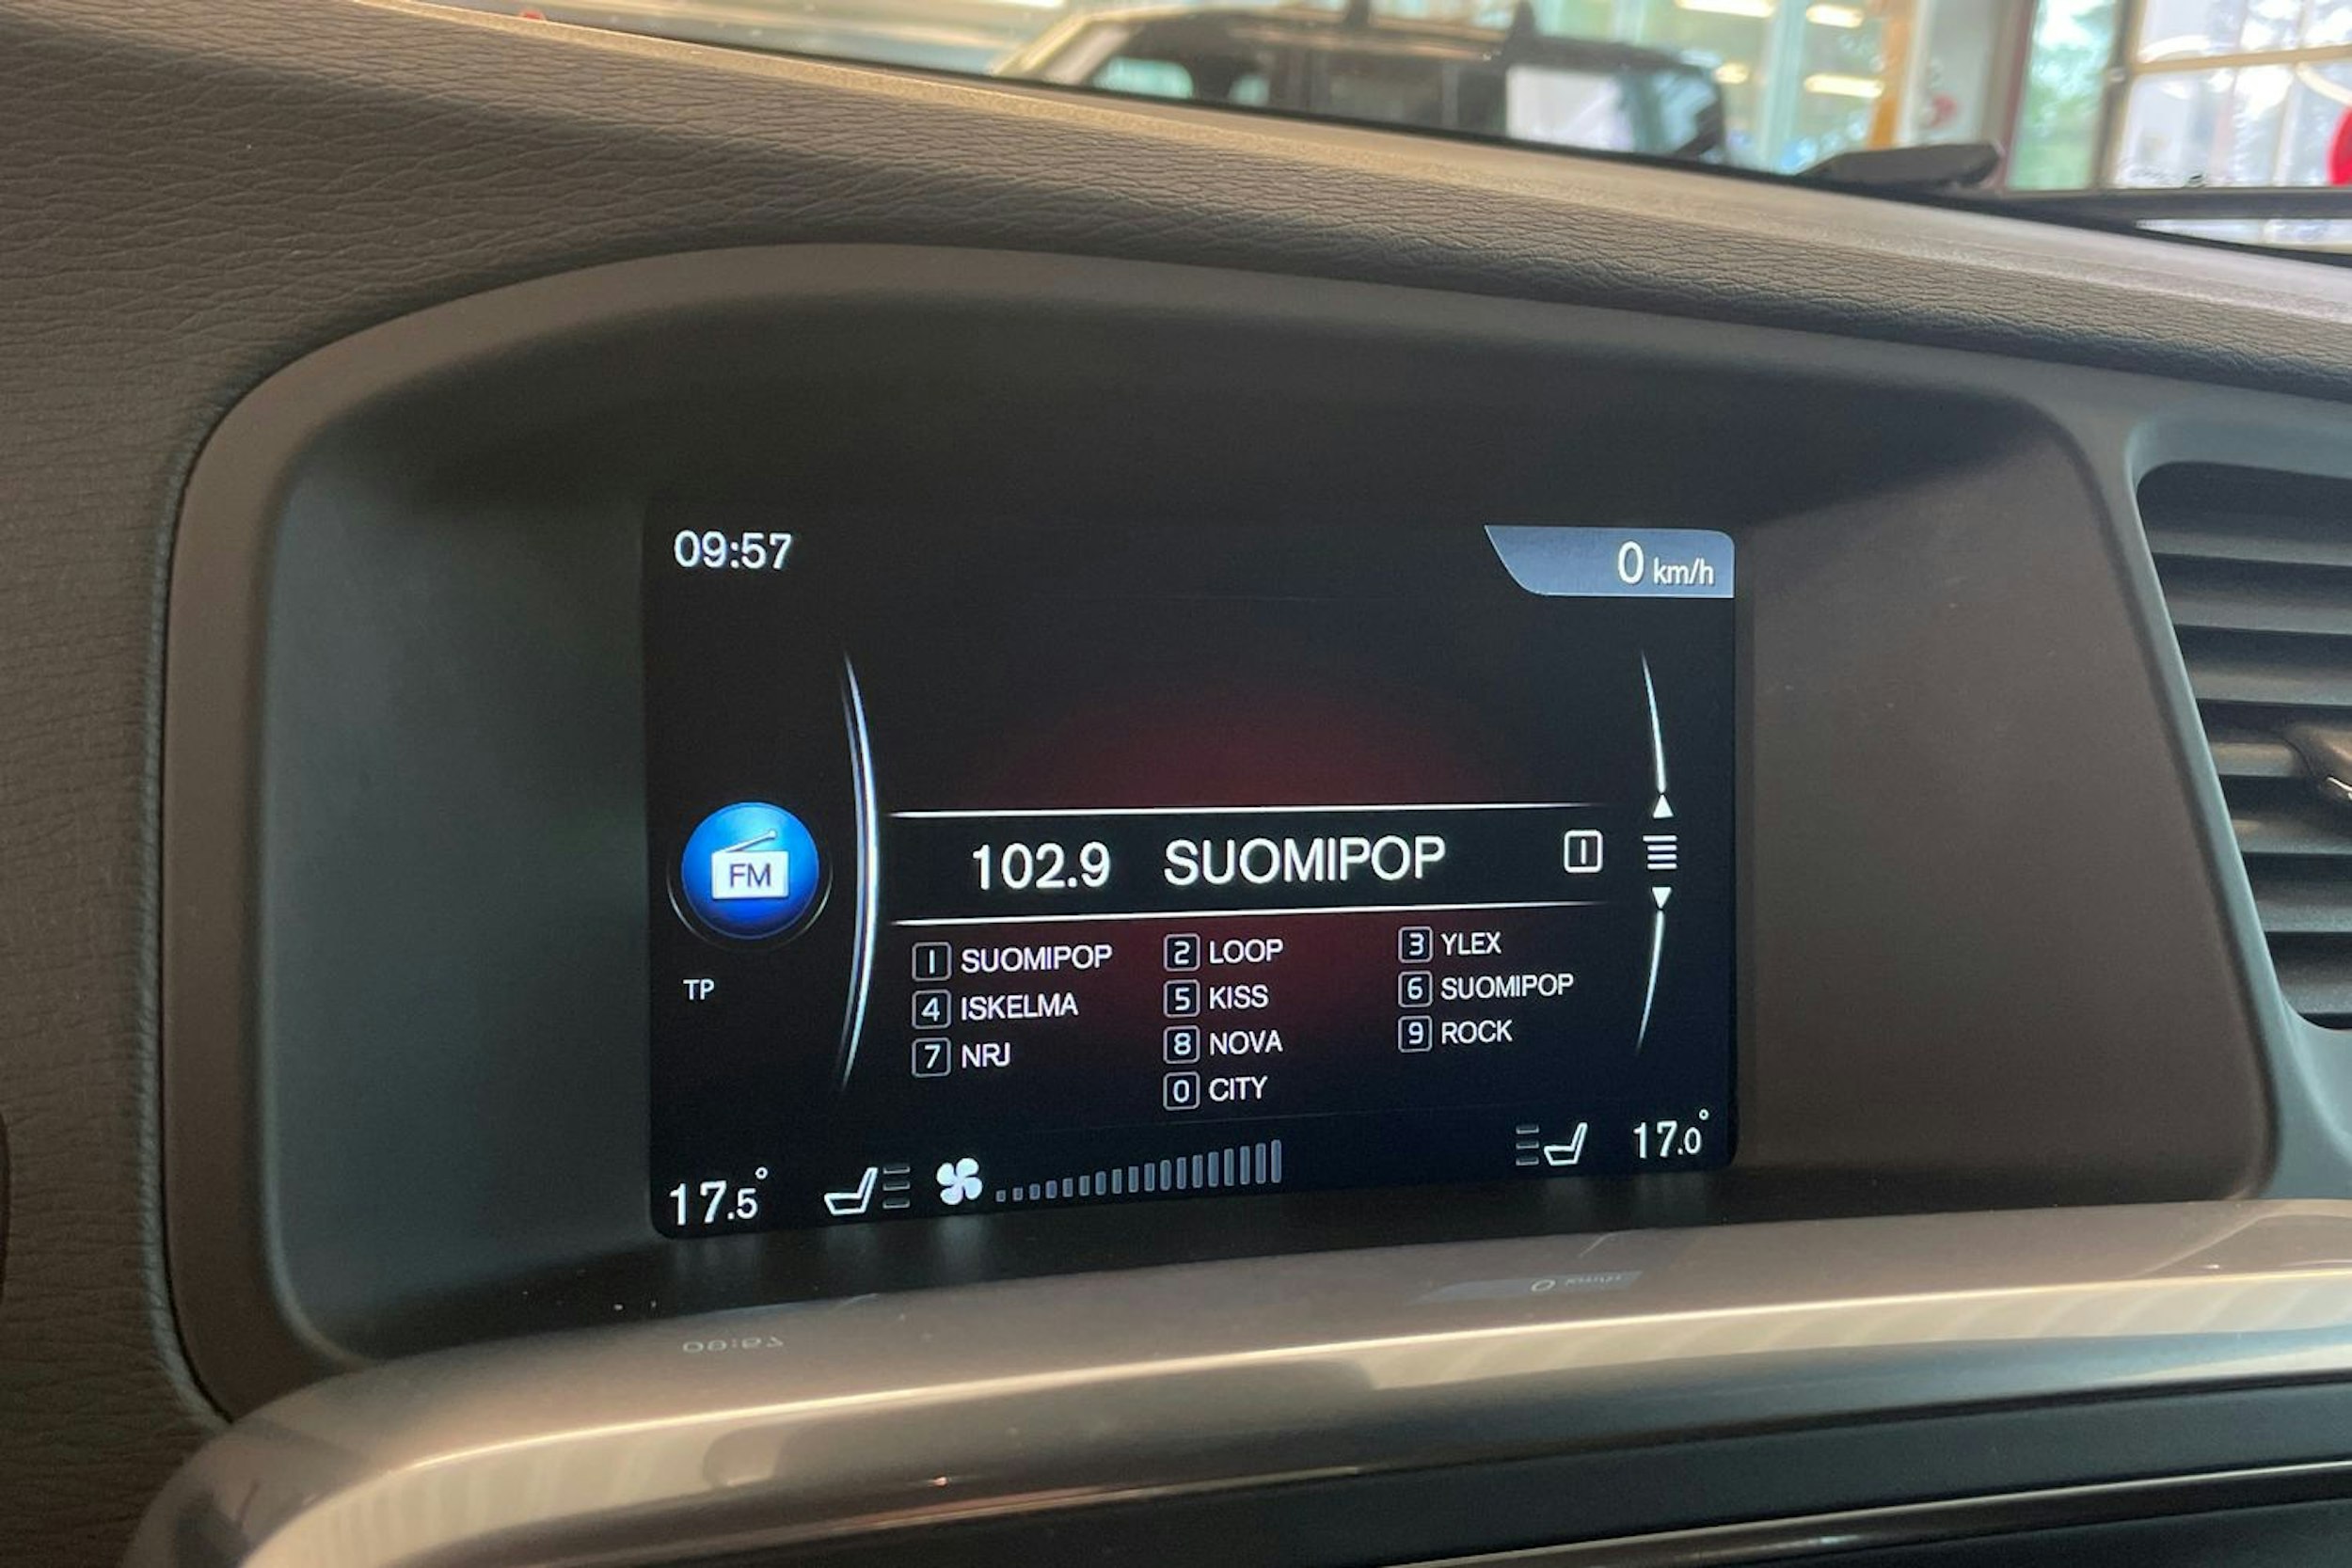 09:57
0 km/h
FM
102.9 SUOMIPOP 1
TP
1 SUOMIPOP 2 LOOP 3 YLEX
4 ISKELMA 5 KISS 6 SUOMIPOP
7 NRJ 8 NOVA 9 ROCK
0 CITY
17.5° 17.0°